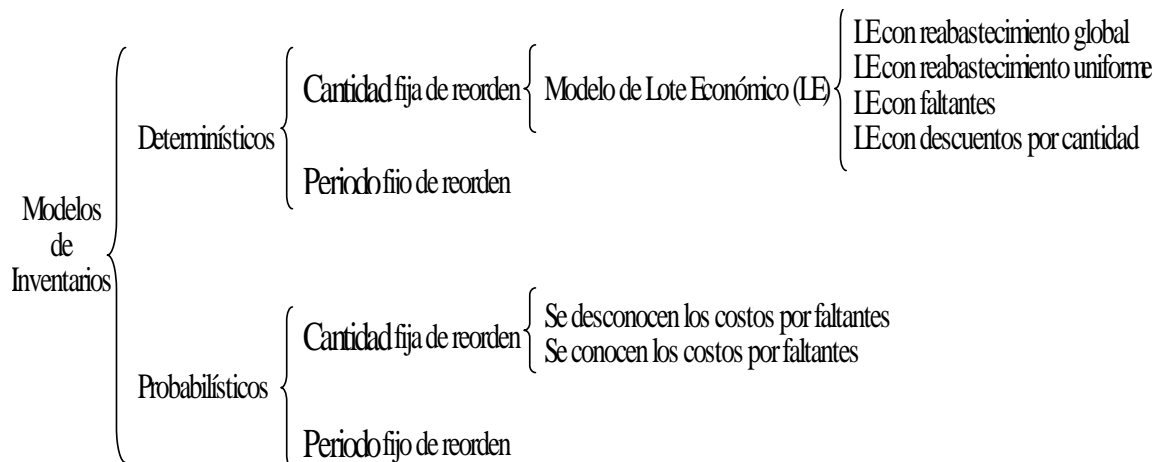 Modelos
de
Inventarios
Determinísticos
Cantidad fija de reorden
Modelo de Lote Económico (LE)
LE con reabastecimiento global
LE con reabastecimiento uniforme
LE con faltantes
LE con descuentos por cantidad
Periodo fijo de reorden
Probabilísticos
Cantidad fija de reorden
Se desconocen los costos por faltantes
Se conocen los costos por faltantes
Periodo fijo de reorden